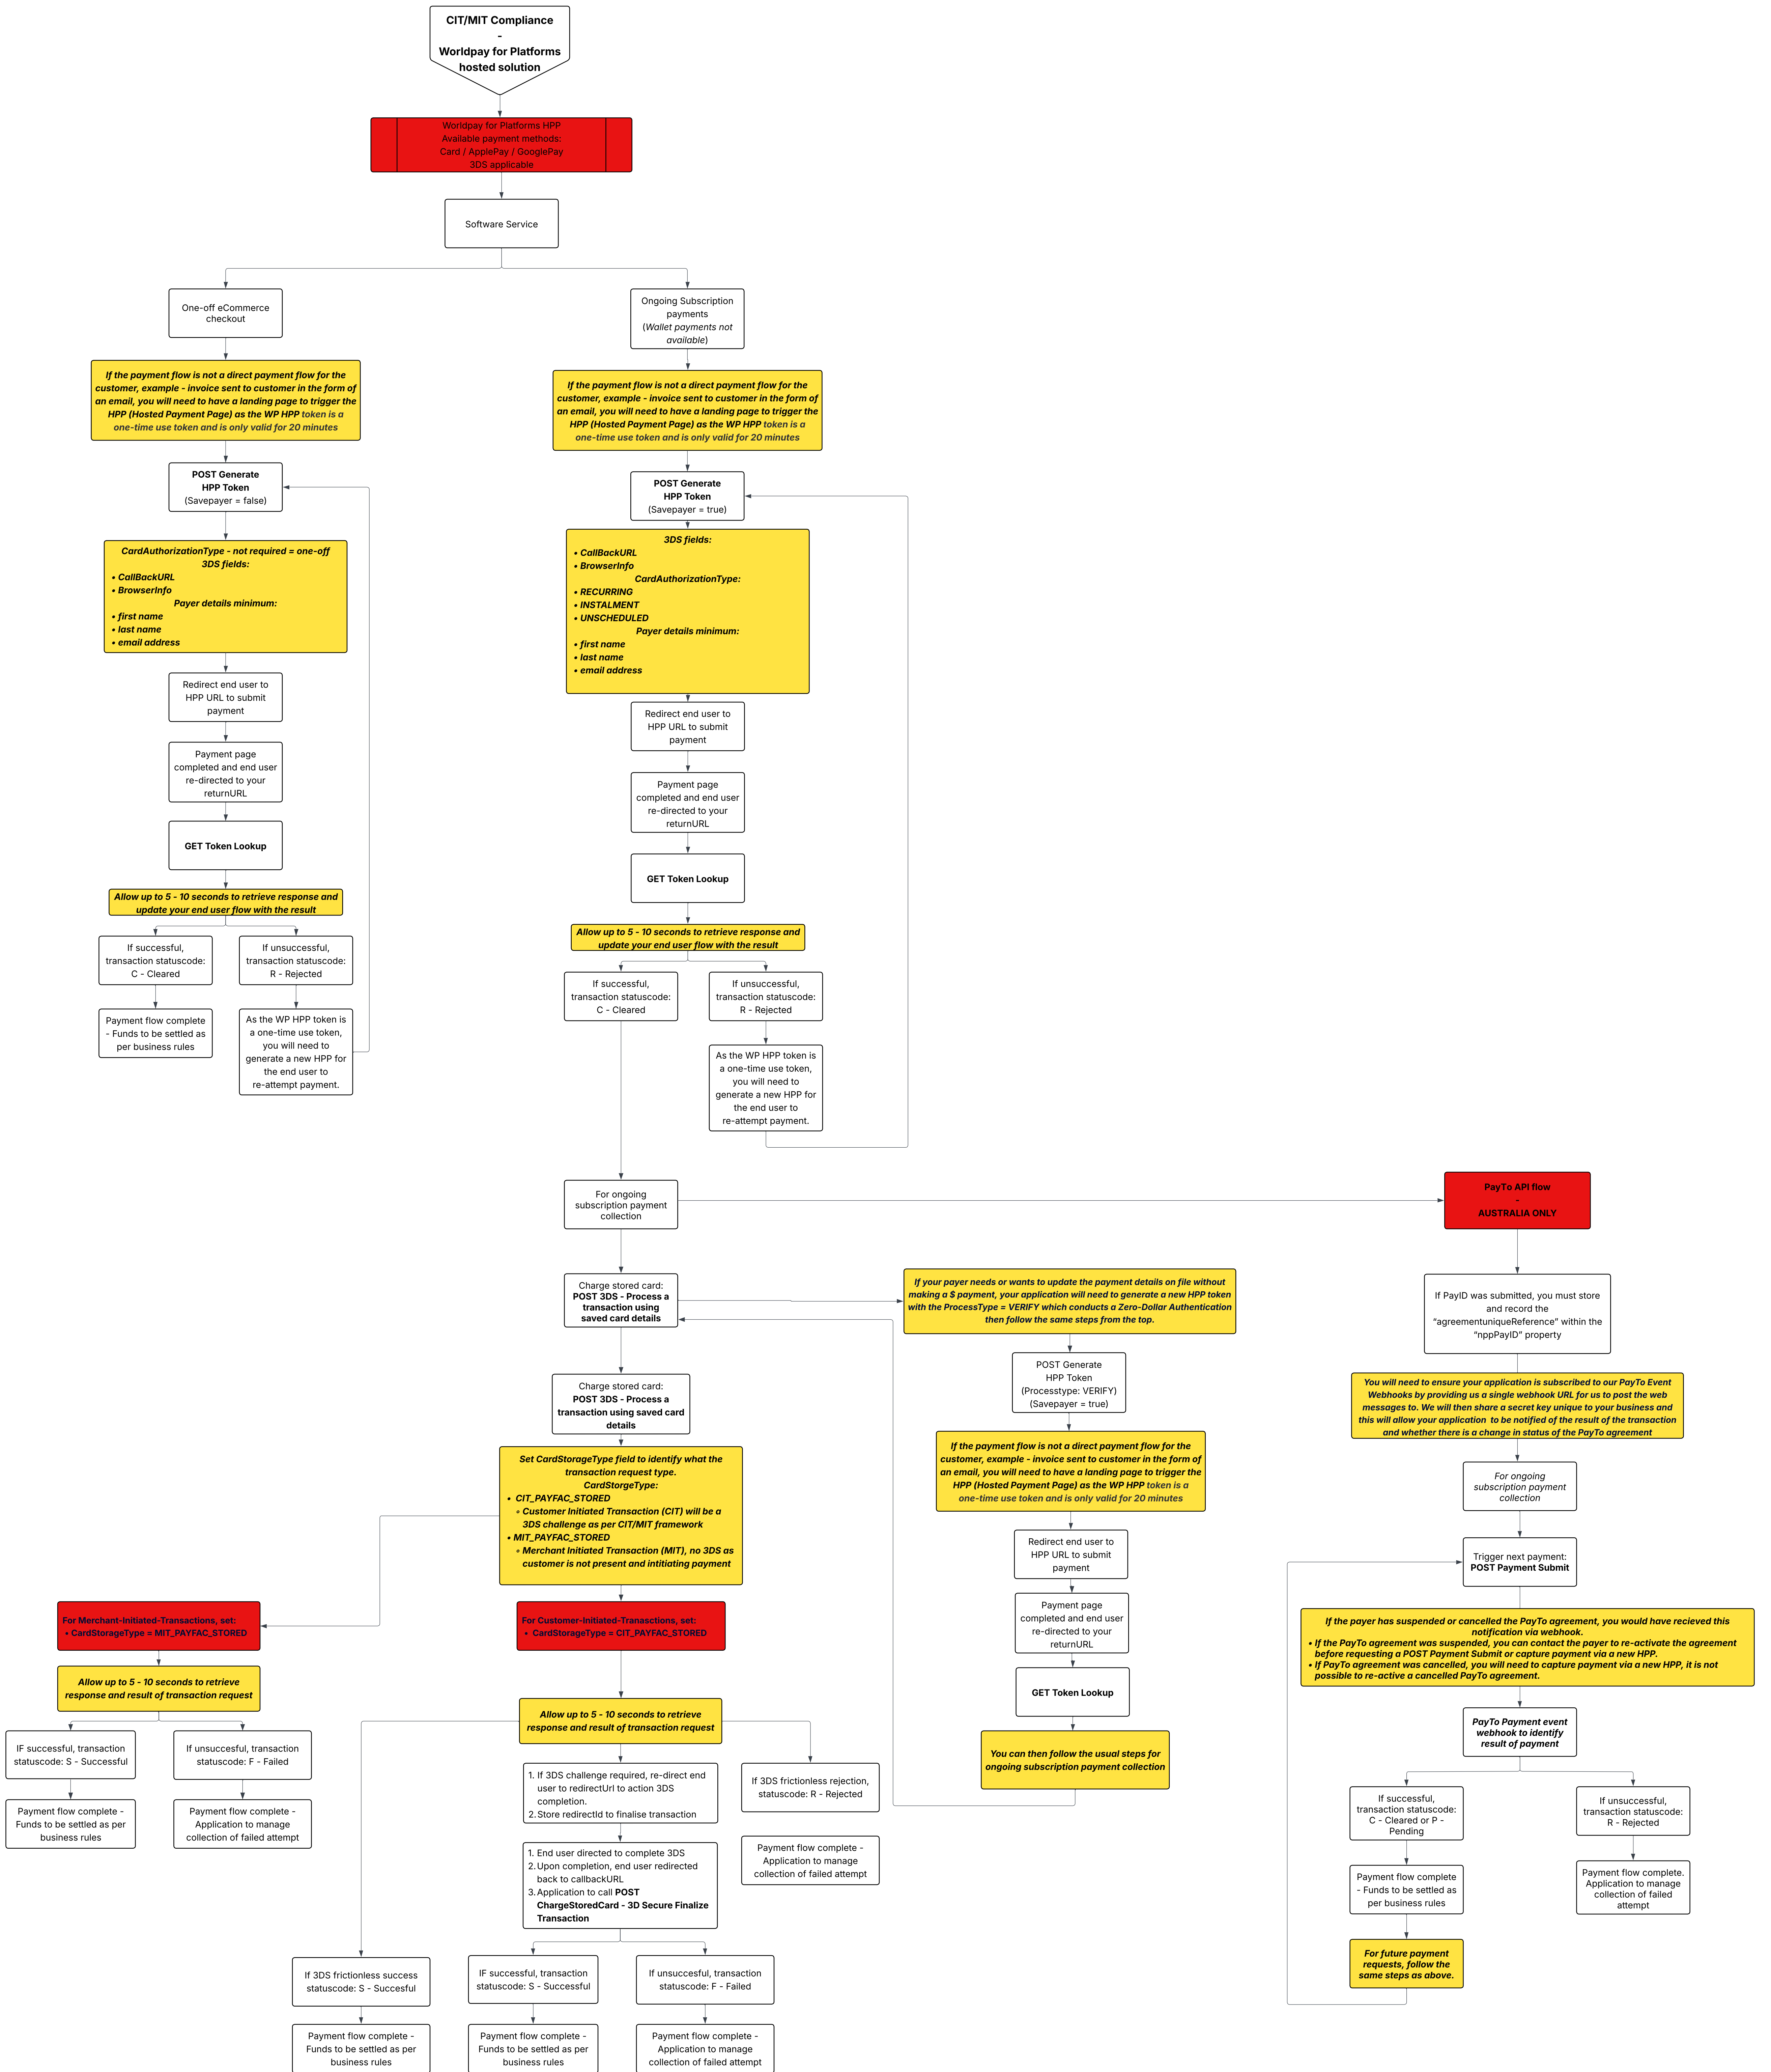 CIT/MIT Compliance
-
Worldpay for Platforms
hosted solution
Worldpay for Platforms HPP
Available payment methods:
Card / ApplePay / GooglePay
3DS applicable
Software Service
One-off eCommerce
checkout
If the payment flow is not a direct payment flow for the
customer, example - invoice sent to customer in the form of
an email, you will need to have a landing page to trigger the
HPP (Hosted Payment Page) as the WP HPP token is a
one-time use token and is only valid for 20 minutes
POST Generate
HPP Token
(Savepayer = false)
CardAuthorizationType - not required = one-off
3DS fields:
• CallBackURL
• BrowserInfo
Payer details minimum:
• first name
• last name
• email address
Redirect end user to
HPP URL to submit
payment
Payment page
completed and end user
re-directed to your
returnURL
GET Token Lookup
Allow up to 5 - 10 seconds to retrieve response and
update your end user flow with the result
If successful,
transaction statuscode:
C - Cleared
Payment flow complete
- Funds to be settled as
per business rules
If unsuccessful,
transaction statuscode:
R - Rejected
As the WP HPP token is
a one-time use token,
you will need to
generate a new HPP for
the end user to
re-attempt payment.
Ongoing Subscription
payments
(Wallet payments not
available)
If the payment flow is not a direct payment flow for the
customer, example - invoice sent to customer in the form of
an email, you will need to have a landing page to trigger the
HPP (Hosted Payment Page) as the WP HPP token is a
one-time use token and is only valid for 20 minutes
POST Generate
HPP Token
(Savepayer = true)
3DS fields:
• CallBackURL
• BrowserInfo
CardAuthorizationType:
• RECURRING
• INSTALMENT
• UNSCHEDULED
Payer details minimum:
• first name
• last name
• email address
Redirect end user to
HPP URL to submit
payment
Payment page
completed and end user
re-directed to your
returnURL
GET Token Lookup
Allow up to 5 - 10 seconds to retrieve response and
update your end user flow with the result
If successful,
transaction statuscode:
C - Cleared
If unsuccessful,
transaction statuscode:
R - Rejected
As the WP HPP token is
a one-time use token,
you will need to
generate a new HPP for
the end user to
re-attempt payment.
For ongoing
subscription payment
collection
Charge stored card:
POST 3DS - Process a
transaction using
saved card details
Charge stored card:
POST 3DS - Process a
transaction using saved card
details
Set CardStorageType field to identify what the
transaction request type.
CardStorgeType:
• CIT_PAYFAC_STORED
◦ Customer Initiated Transaction (CIT) will be a
3DS challenge as per CIT/MIT framework
• MIT_PAYFAC_STORED
◦ Merchant Initiated Transaction (MIT), no 3DS as
customer is not present and intitiating payment
For Merchant-Initiated-Transactions, set:
• CardStorageType = MIT_PAYFAC_STORED
Allow up to 5 - 10 seconds to retrieve
response and result of transaction request
IF successful, transaction
statuscode: S - Successful
Payment flow complete -
Funds to be settled as per
business rules
If unsuccesful, transaction
statuscode: F - Failed
Payment flow complete -
Application to manage
collection of failed attempt
For Customer-Initiated-Tranasctions, set:
• CardStorageType = CIT_PAYFAC_STORED
Allow up to 5 - 10 seconds to retrieve
response and result of transaction request
1. If 3DS challenge required, re-direct end
user to redirectUrl to action 3DS
completion.
2. Store redirectId to finalise transaction
If 3DS frictionless rejection,
statuscode: R - Rejected
Payment flow complete -
Application to manage
collection of failed attempt
1. End user directed to complete 3DS
2. Upon completion, end user redirected
back to callbackURL
3. Application to call POST
ChargeStoredCard - 3D Secure Finalize
Transaction
If 3DS frictionless success
statuscode: S - Succesful
Payment flow complete -
Funds to be settled as per
business rules
IF successful, transaction
statuscode: S - Successful
Payment flow complete -
Funds to be settled as per
business rules
If unsuccesful, transaction
statuscode: F - Failed
Payment flow complete -
Application to manage
collection of failed attempt
If your payer needs or wants to update the payment details on file without
making a $ payment, your application will need to generate a new HPP token
with the ProcessType = VERIFY which conducts a Zero-Dollar Authentication
then follow the same steps from the top.
POST Generate
HPP Token
(Processtype: VERIFY)
(Savepayer = true)
If the payment flow is not a direct payment flow for the
customer, example - invoice sent to customer in the form of
an email, you will need to have a landing page to trigger the
HPP (Hosted Payment Page) as the WP HPP token is a
one-time use token and is only valid for 20 minutes
Redirect end user to
HPP URL to submit
payment
Payment page
completed and end user
re-directed to your
returnURL
GET Token Lookup
You can then follow the usual steps for
ongoing subscription payment collection
PayTo API flow
-
AUSTRALIA ONLY
If PayID was submitted, you must store
and record the
“agreementuniqueReference” within the
“nppPayID” property
You will need to ensure your application is subscribed to our PayTo Event
Webhooks by providing us a single webhook URL for us to post the web
messages to. We will then share a secret key unique to your business and
this will allow your application to be notified of the result of the transaction
and whether there is a change in status of the PayTo agreement
For ongoing
subscription payment
collection
Trigger next payment:
POST Payment Submit
If the payer has suspended or cancelled the PayTo agreement, you would have recieved this
notification via webhook.
• If the PayTo agreement was suspended, you can contact the payer to re-activate the agreement
before requesting a POST Payment Submit or capture payment via a new HPP.
• If PayTo agreement was cancelled, you will need to capture payment via a new HPP, it is not
possible to re-active a cancelled PayTo agreement.
PayTo Payment event
webhook to identify
result of payment
If successful,
transaction statuscode:
C - Cleared or P -
Pending
Payment flow complete
- Funds to be settled as
per business rules
For future payment
requests, follow the
same steps as above.
If unsuccessful,
transaction statuscode:
R - Rejected
Payment flow complete.
Application to manage
collection of failed
attempt